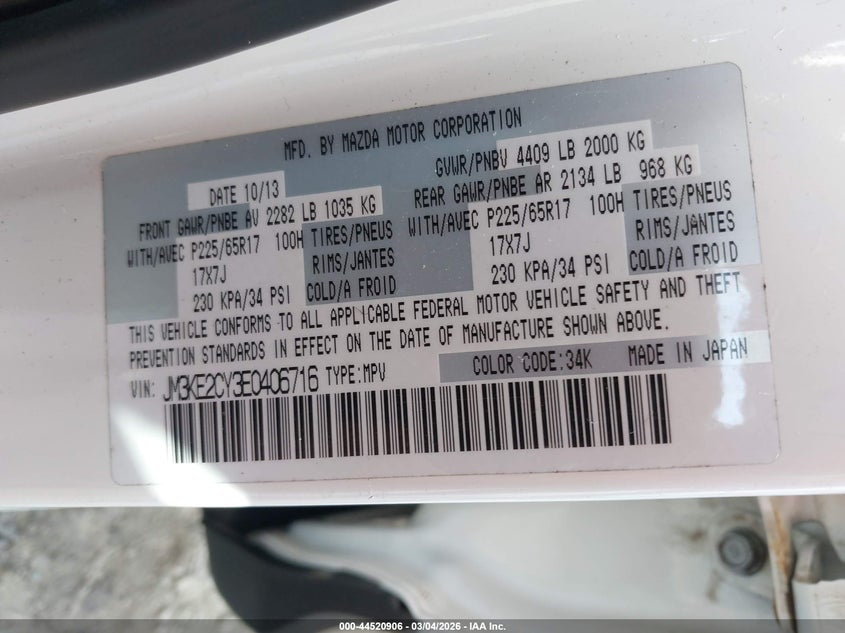 MFD. BY MAZDA MOTOR CORPORATION
DATE 10/13
GVWR/PNBV 4409 LB 2000 KG
FRONT GAWR/PNBE AV 2282 LB 1035 KG
REAR GAWR/PNBE AR 2134 LB 968 KG
WITH/AVEC P225/65R17 100H TIRES/PNEUS
WITH/AVEC P225/65R17 100H TIRES/PNEUS
17X7J RIMS/JANTES
17X7J RIMS/JANTES
230 KPA/34 PSI COLD/A FROID
230 KPA/34 PSI COLD/A FROID
THIS VEHICLE CONFORMS TO ALL APPLICABLE FEDERAL MOTOR VEHICLE SAFETY AND THEFT
PREVENTION STANDARDS IN EFFECT ON THE DATE OF MANUFACTURE SHOWN ABOVE.
COLOR CODE:34K MADE IN JAPAN
VIN: JM3KE2CY3E0406716 TYPE:MPV
000-44520906 - 03/04/2026 - IAA Inc.